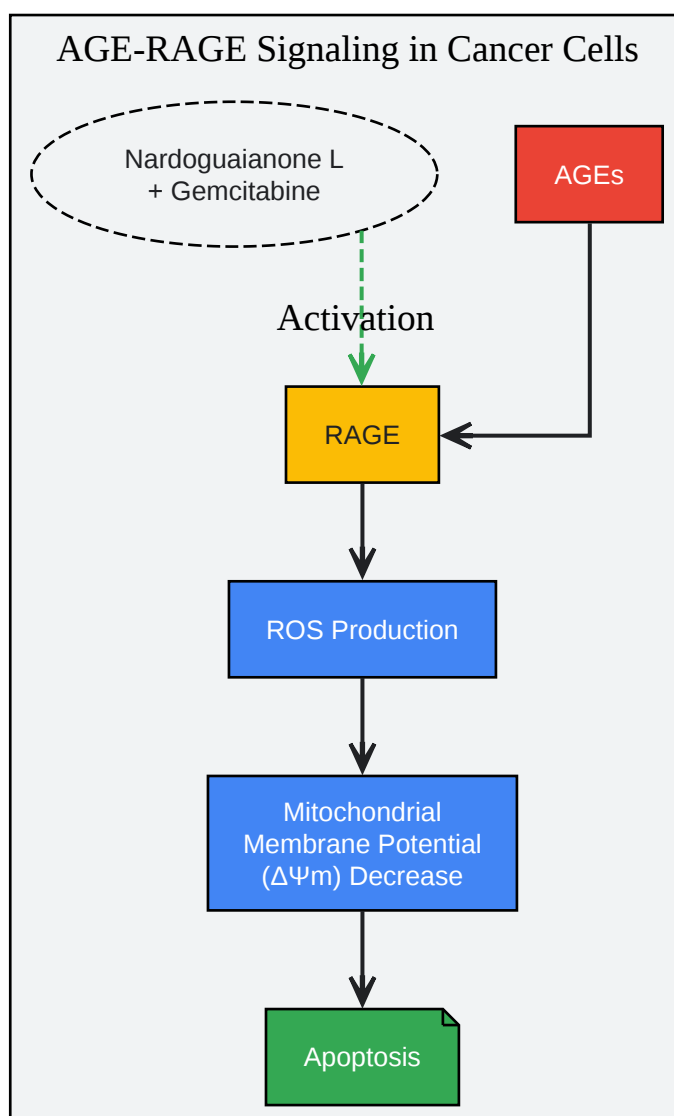 AGE-RAGE Signaling in Cancer Cells
Nardoguaianone L
+ Gemcitabine
AGEs
Activation
RAGE
ROS Production
Mitochondrial
Membrane Potential
(ΔΨm) Decrease
Apoptosis